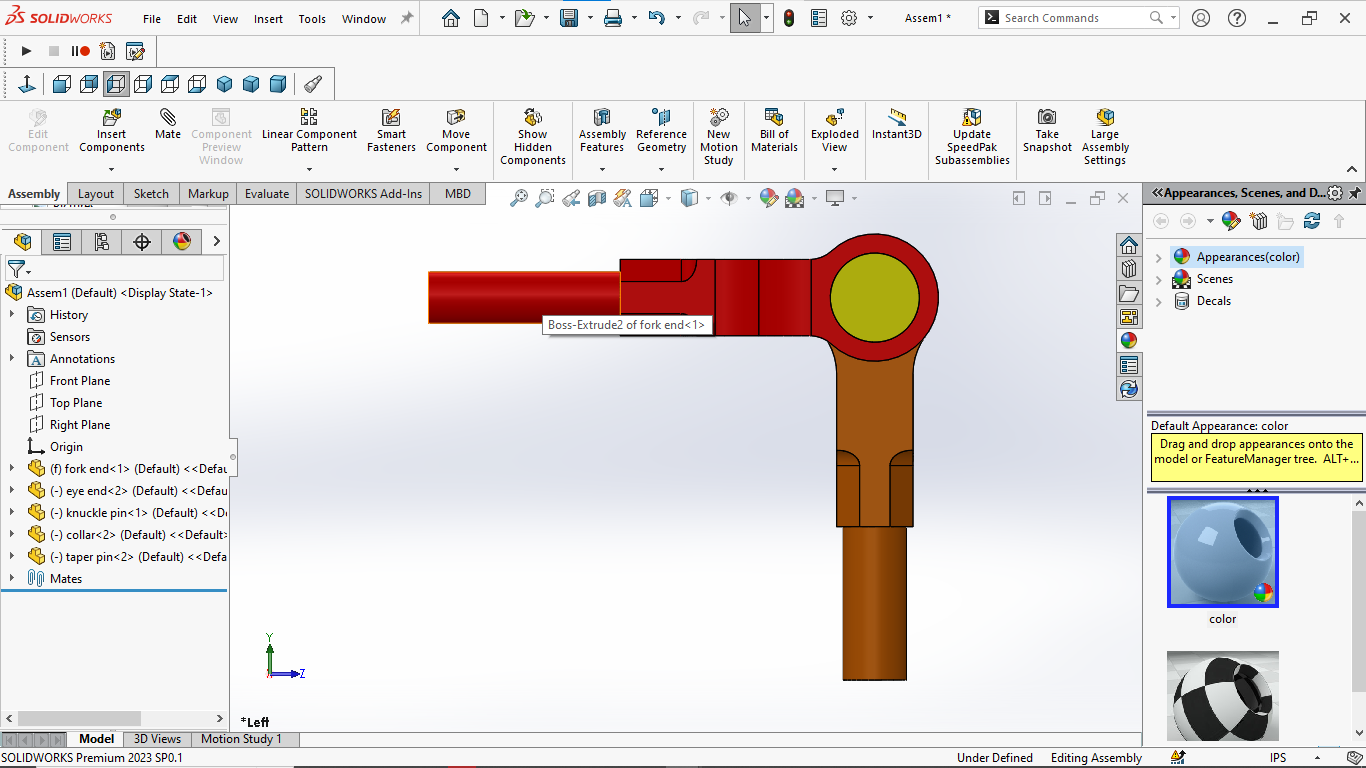 SOLIDWORKS File Edit View Insert Tools Window Assem1 * Search Commands
Edit Component
Insert Components
Mate
Component Preview Window
Linear Component Pattern
Smart Fasteners
Move Component
Show Hidden Components
Assembly Features
Reference Geometry
New Motion Study
Bill of Materials
Exploded View
Instant3D
Update SpeedPak Subassemblies
Take Snapshot
Large Assembly Settings
Assembly Layout Sketch Markup Evaluate SOLIDWORKS Add-Ins MBD
Assem1 (Default) <Display State-1>
History
Sensors
Annotations
Front Plane
Top Plane
Right Plane
Origin
(f) fork end<1> (Default) <<Defau
(-) eye end<2> (Default) <<Defau
(-) knuckle pin<1> (Default) <<D
(-) collar<2> (Default) <<Default>
(-) taper pin<2> (Default) <<Defa
Mates
Boss-Extrude2 of fork end<1>
Y
Z
*Left
Appearances, Scenes, and D...
Appearances(color)
Scenes
Decals
Default Appearance: color
Drag and drop appearances onto the
model or FeatureManager tree. ALT+...
color
Model 3D Views Motion Study 1
SOLIDWORKS Premium 2023 SP0.1 Under Defined Editing Assembly IPS